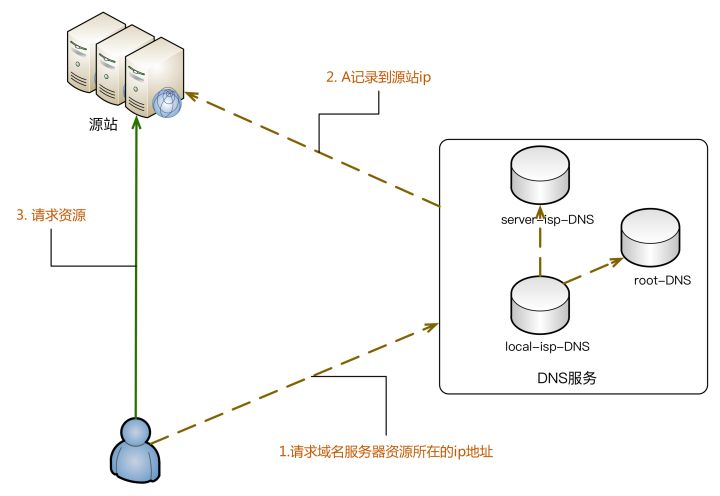 2. A记录到源站ip
源站
3. 请求资源
server-isp-DNS
root-DNS
local-isp-DNS
DNS服务
1.请求域名服务器资源所在的ip地址